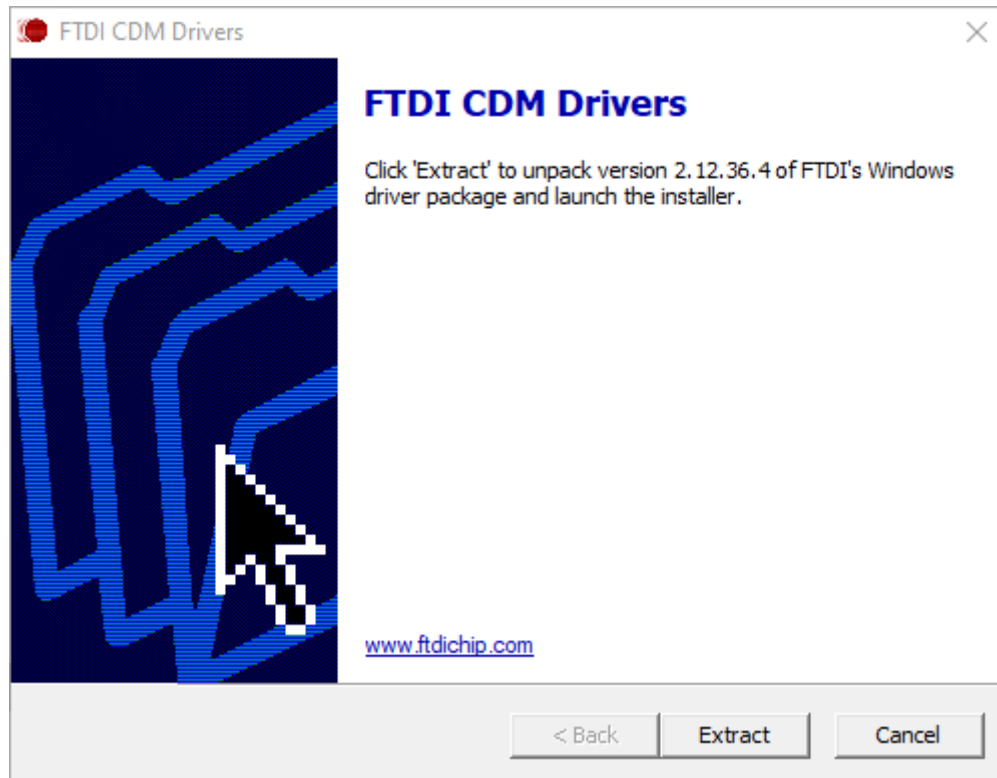 FTDI CDM Drivers
FTDI CDM Drivers
Click 'Extract' to unpack version 2.12.36.4 of FTDI's Windows
driver package and launch the installer.
www.ftdichip.com
< Back
Extract
Cancel